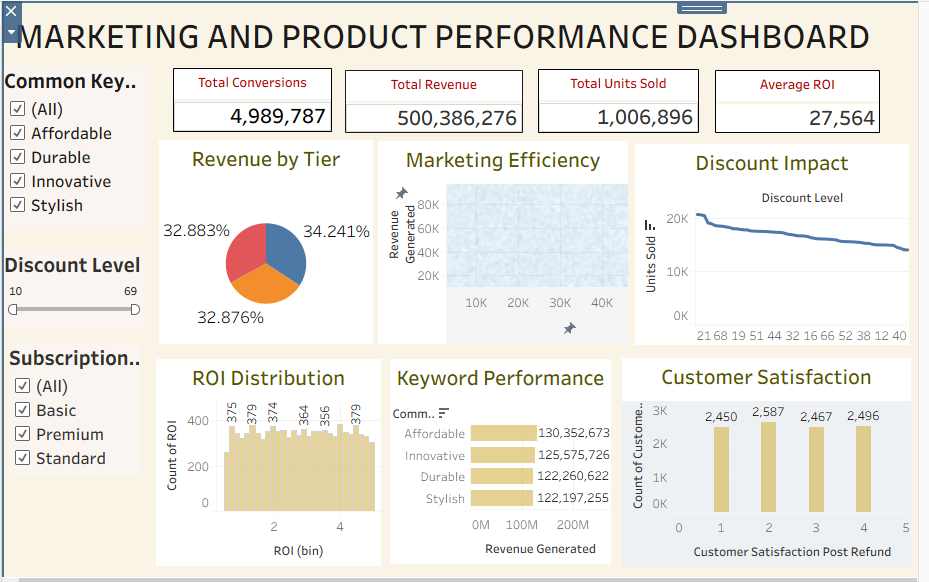 MARKETING AND PRODUCT PERFORMANCE DASHBOARD
Common Key..
(All)
Affordable
Durable
Innovative
Stylish
Discount Level
10 69
Subscription..
(All)
Basic
Premium
Standard
Total Conversions
4,989,787
Total Revenue
500,386,276
Total Units Sold
1,006,896
Average ROI
27,564
Revenue by Tier
32.883% 34.241%
32.876%
Marketing Efficiency
Revenue
Generated
80K
60K
40K
20K
10K 20K 30K 40K
Discount Impact
Discount Level
Units Sold
20K
10K
0K
21 68 19 51 44 32 16 66 52 38 12 40
ROI Distribution
Count of ROI
400
200
0
375 379 374 364 356 379
2 4
ROI (bin)
Keyword Performance
Comm..
Affordable 130,352,673
Innovative 125,575,726
Durable 122,260,622
Stylish 122,197,255
0M 100M 200M
Revenue Generated
Customer Satisfaction
Count of Custome..
3K
2K
1K
0K
2,450 2,587 2,467 2,496
0 1 2 3 4 5
Customer Satisfaction Post Refund